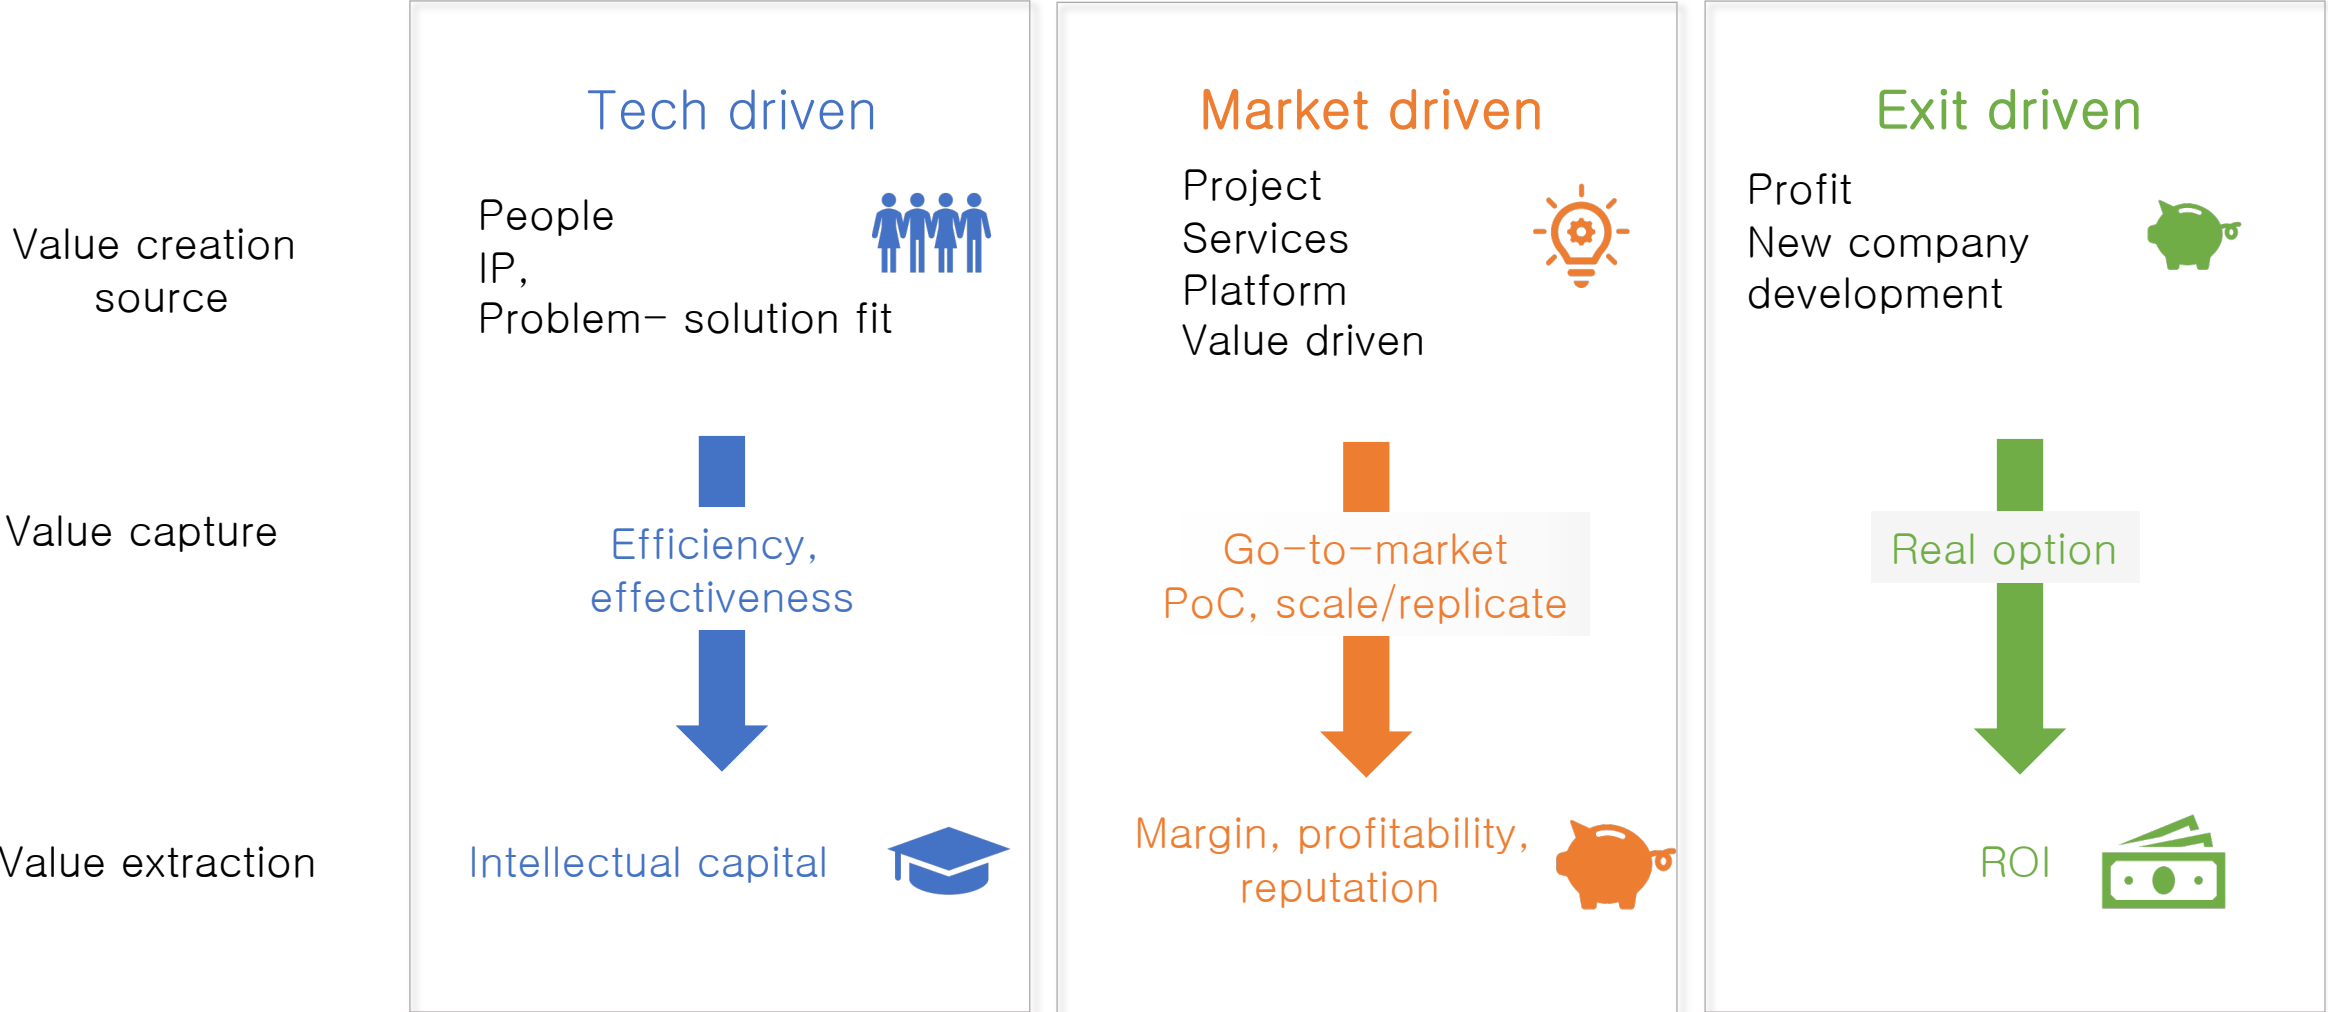 Tech driven
Market driven
Exit driven
Value creation
source
People
IP,
Problem- solution fit
Project
Services
Platform
Value driven
Profit
New company
development
Value capture
Efficiency,
effectiveness
Go-to-market
PoC, scale/replicate
Real option
Value extraction
Intellectual capital
Margin, profitability,
reputation
ROI